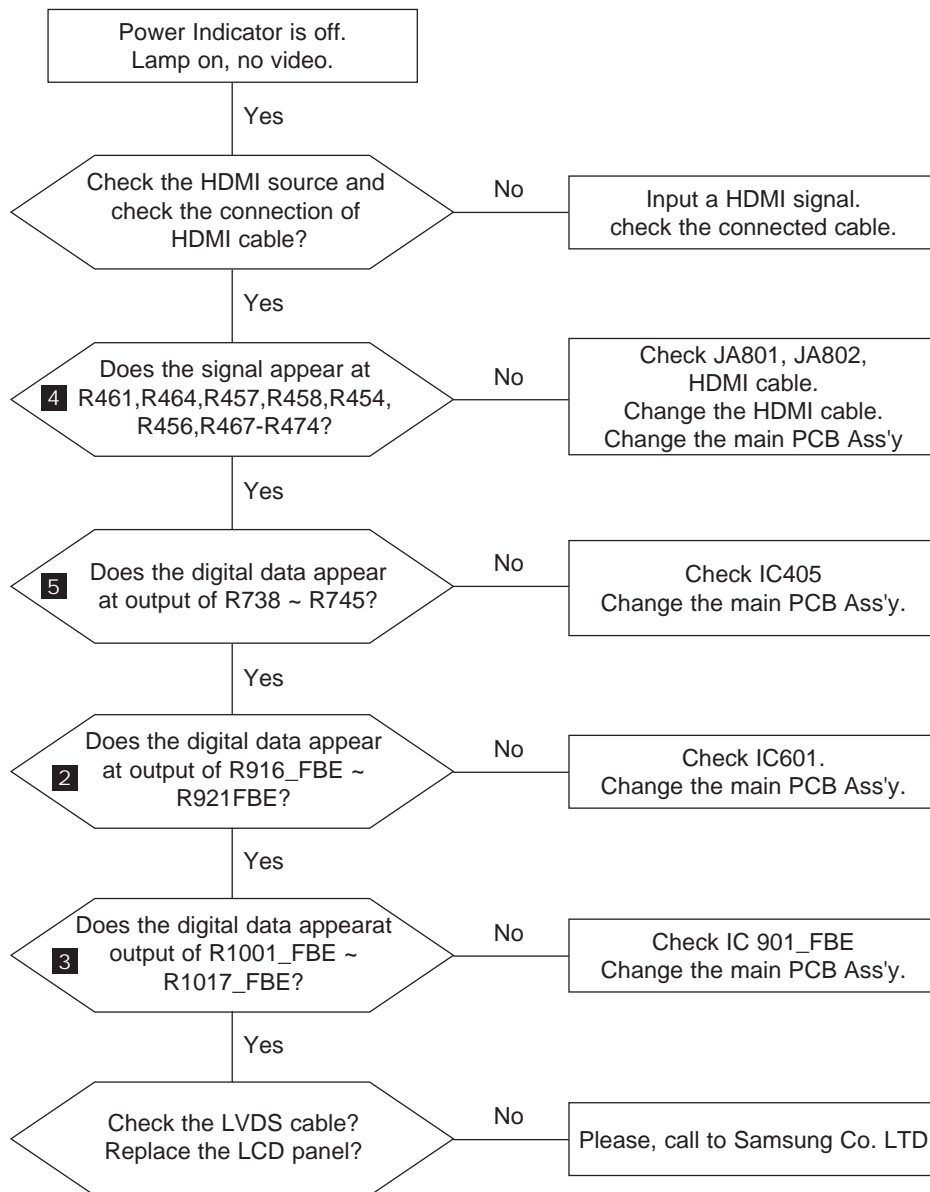 Power Indicator is off.
Lamp on, no video.
Yes
Check the HDMI source and
check the connection of
HDMI cable?
No
Input a HDMI signal.
check the connected cable.
Yes
Does the signal appear at
4 R461,R464,R457,R458,R454,
R456,R467-R474?
No
Check JA801, JA802,
HDMI cable.
Change the HDMI cable.
Change the main PCB Ass'y
Yes
5 Does the digital data appear
at output of R738 ~ R745?
No
Check IC405
Change the main PCB Ass'y.
Yes
Does the digital data appear
2 at output of R916_FBE ~
R921FBE?
No
Check IC601.
Change the main PCB Ass'y.
Yes
Does the digital data appearat
3 output of R1001_FBE ~
R1017_FBE?
No
Check IC 901_FBE
Change the main PCB Ass'y.
Yes
Check the LVDS cable?
Replace the LCD panel?
No
Please, call to Samsung Co. LTD